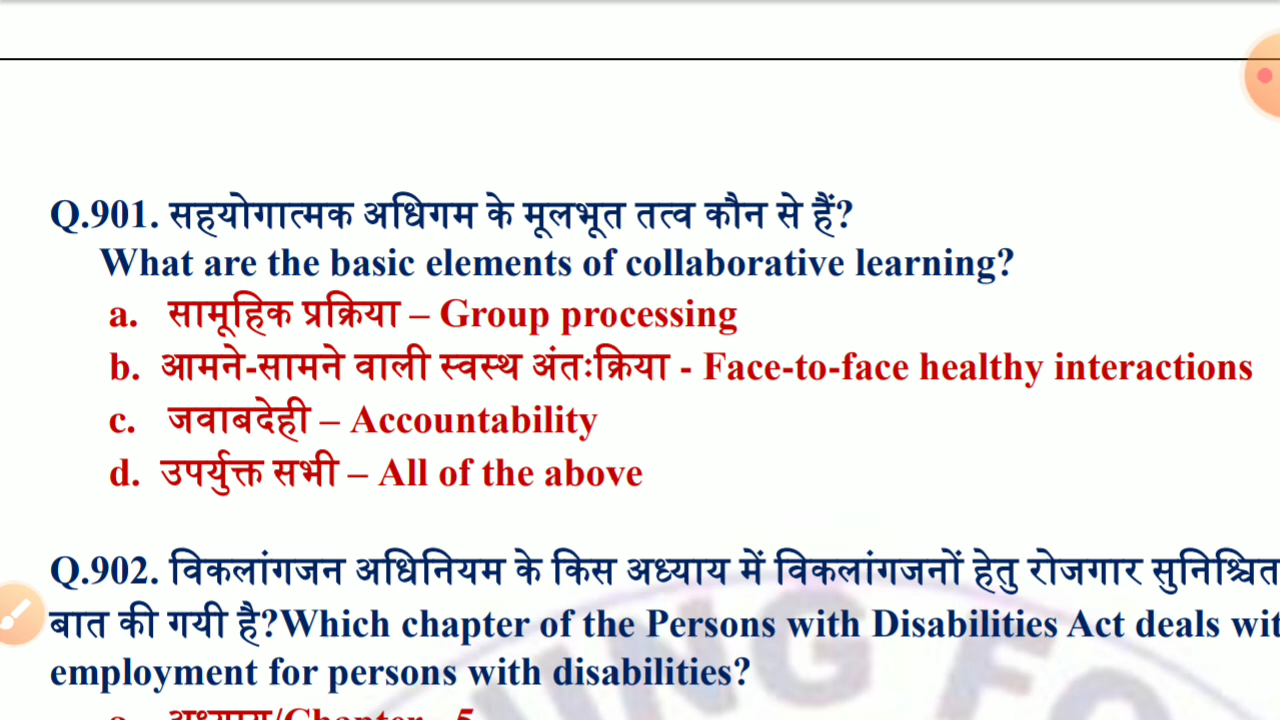 Q.901. सहयोगात्मक अधिगम के मूलभूत तत्व कौन से हैं?
What are the basic elements of collaborative learning?
a. सामूहिक प्रक्रिया – Group processing
b. आमने-सामने वाली स्वस्थ अंतःक्रिया - Face-to-face healthy interactions
c. जवाबदेही – Accountability
d. उपर्युक्त सभी – All of the above
Q.902. विकलांगजन अधिनियम के किस अध्याय में विकलांगजनों हेतु रोजगार सुनिश्चित
बात की गयी है?Which chapter of the Persons with Disabilities Act deals wit
employment for persons with disabilities?
a. अध्याय/Chapter - 5